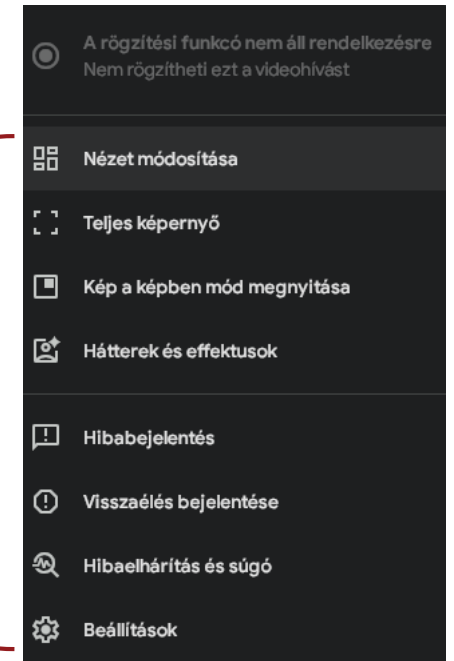 A rögzítési funkcó nem áll rendelkezésre
Nem rögzítheti ezt a videohívást
Nézet módosítása
Teljes képernyő
Kép a képben mód megnyitása
Hátterek és effektusok
Hibabejelentés
Visszaélés bejelentése
Hibaelhárítás és súgó
Beállítások